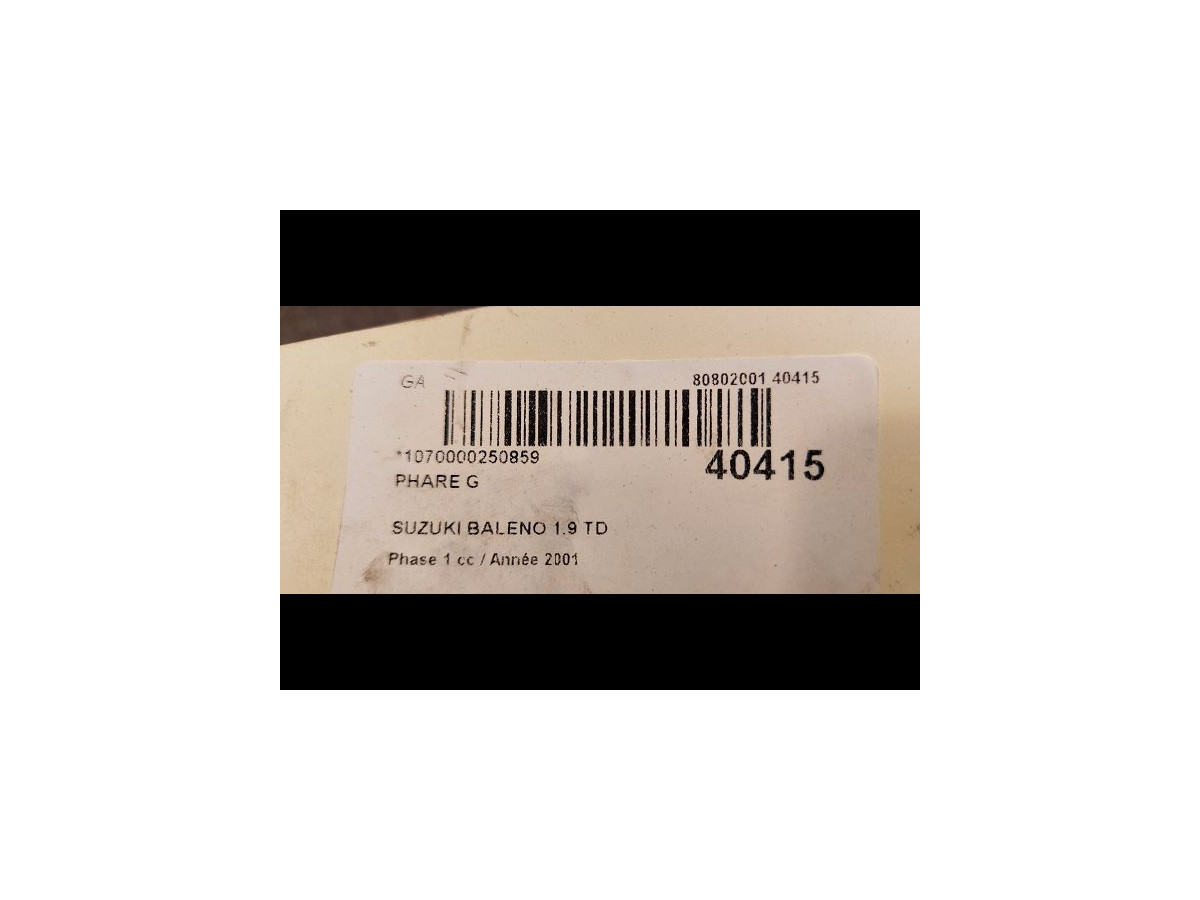 GA 80802001 40415
*1070000250859 40415
PHARE G
SUZUKI BALENO 1.9 TD
Phase 1 cc / Année 2001